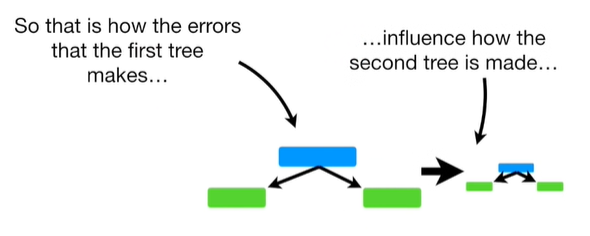 So that is how the errors
that the first tree
makes…
…influence how the
second tree is made…